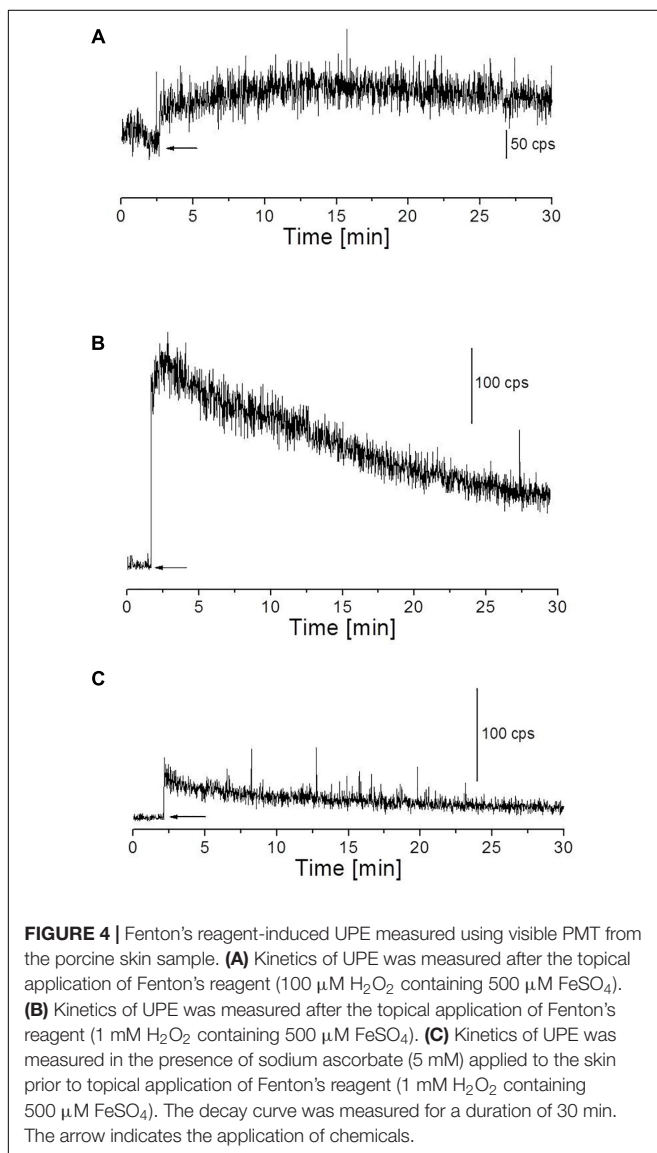 A
50 cps
0 5 10 15 20 25 30
Time [min]
B
100 cps
0 5 10 15 20 25 30
Time [min]
C
100 cps
0 5 10 15 20 25 30
Time [min]
FIGURE 4 | Fenton's reagent-induced UPE measured using visible PMT from
the porcine skin sample. (A) Kinetics of UPE was measured after the topical
application of Fenton's reagent (100 μM H₂O₂ containing 500 μM FeSO₄).
(B) Kinetics of UPE was measured after the topical application of Fenton's
reagent (1 mM H₂O₂ containing 500 μM FeSO₄). (C) Kinetics of UPE was
measured in the presence of sodium ascorbate (5 mM) applied to the skin
prior to topical application of Fenton's reagent (1 mM H₂O₂ containing
500 μM FeSO₄). The decay curve was measured for a duration of 30 min.
The arrow indicates the application of chemicals.